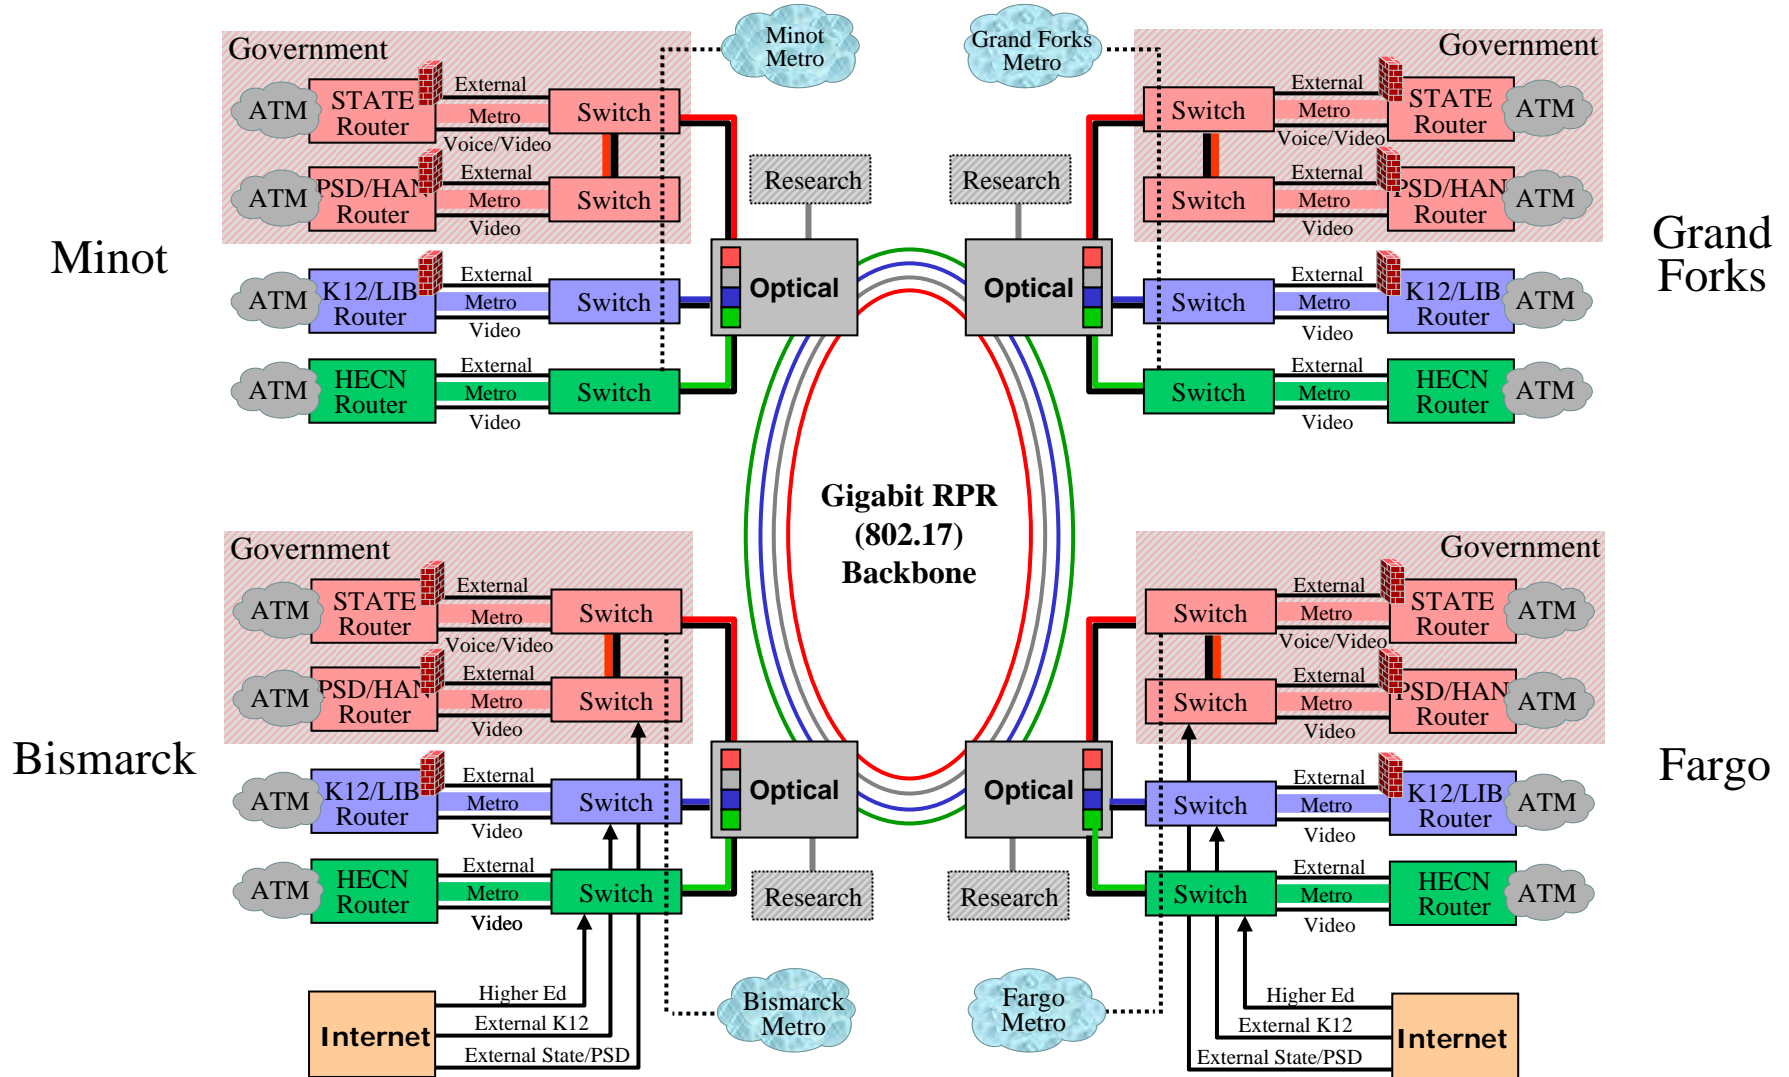 Minot
Government
ATM
STATE
Router
External
Metro
Voice/Video
Switch
ATM
PSD/HAN
Router
External
Metro
Video
Switch
ATM
K12/LIB
Router
External
Metro
Video
Switch
ATM
HECN
Router
External
Metro
Video
Switch
Minot
Metro
Research
Optical
Grand Forks
Metro
Research
Optical
Government
Switch
External
Metro
Voice/Video
STATE
Router
ATM
Switch
External
Metro
Video
PSD/HAN
Router
ATM
Switch
External
Metro
Video
K12/LIB
Router
ATM
Switch
External
Metro
Video
HECN
Router
ATM
Grand
Forks
Gigabit RPR
(802.17)
Backbone
Bismarck
Government
ATM
STATE
Router
External
Metro
Voice/Video
Switch
ATM
PSD/HAN
Router
External
Metro
Video
Switch
ATM
K12/LIB
Router
External
Metro
Video
Switch
ATM
HECN
Router
External
Metro
Video
Switch
Optical
Research
Bismarck
Metro
Internet
Higher Ed
External K12
External State/PSD
Optical
Research
Fargo
Metro
Government
Switch
External
Metro
Voice/Video
STATE
Router
ATM
Switch
External
Metro
Video
PSD/HAN
Router
ATM
Switch
External
Metro
Video
K12/LIB
Router
ATM
Switch
External
Metro
Video
HECN
Router
ATM
Fargo
Higher Ed
External K12
External State/PSD
Internet